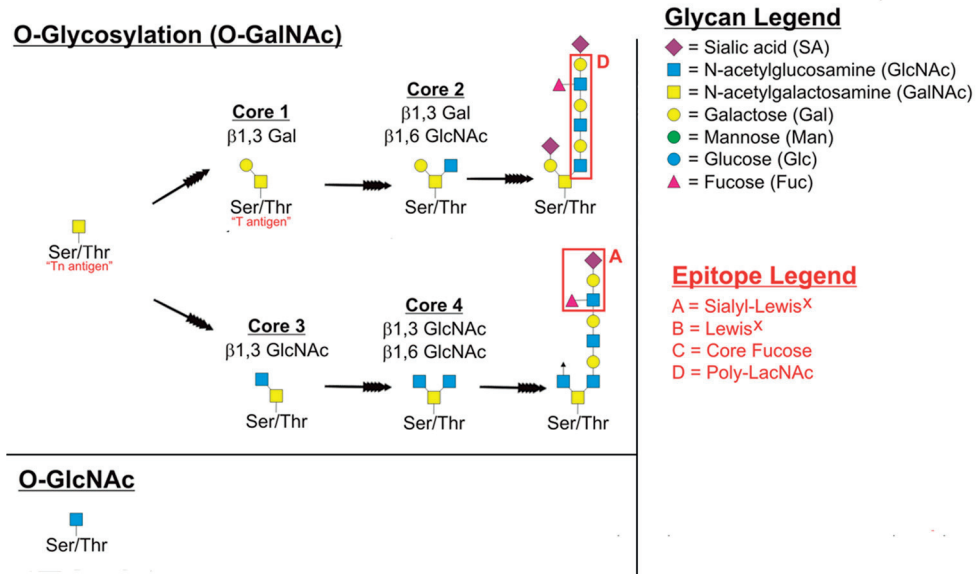 O-Glycosylation (O-GalNAc)
Core 1
β1,3 Gal
Ser/Thr
"T antigen"
Core 2
β1,3 Gal
β1,6 GlcNAc
Ser/Thr
D
Ser/Thr
Ser/Thr
"Tn antigen"
Core 3
β1,3 GlcNAc
Ser/Thr
Core 4
β1,3 GlcNAc
β1,6 GlcNAc
Ser/Thr
A
Ser/Thr
O-GlcNAc
Ser/Thr
Glycan Legend
= Sialic acid (SA)
= N-acetylglucosamine (GlcNAc)
= N-acetylgalactosamine (GalNAc)
= Galactose (Gal)
= Mannose (Man)
= Glucose (Glc)
= Fucose (Fuc)
Epitope Legend
A = Sialyl-Lewisˣ
B = Lewisˣ
C = Core Fucose
D = Poly-LacNAc